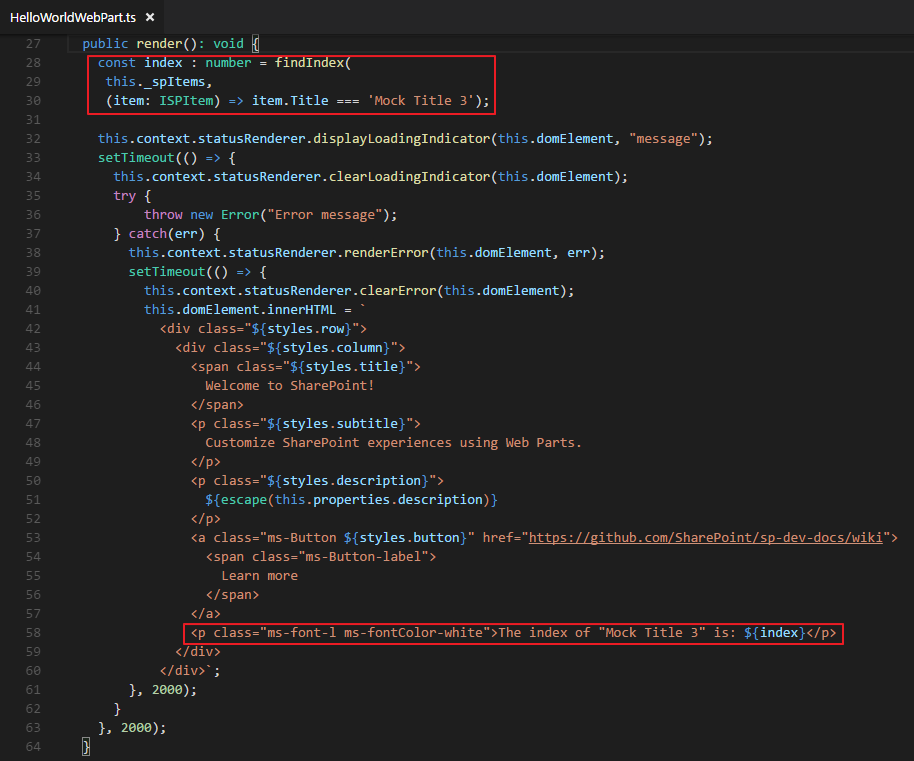 HelloWorldWebPart.ts ×
27 public render(): void {
28 const index : number = findIndex(
29 this._spItems,
30 (item: ISPItem) => item.Title === 'Mock Title 3');
31
32 this.context.statusRenderer.displayLoadingIndicator(this.domElement, "message");
33 setTimeout(() => {
34 this.context.statusRenderer.clearLoadingIndicator(this.domElement);
35 try {
36 throw new Error("Error message");
37 } catch(err) {
38 this.context.statusRenderer.renderError(this.domElement, err);
39 setTimeout(() => {
40 this.context.statusRenderer.clearError(this.domElement);
41 this.domElement.innerHTML = `
42 <div class="${styles.row}">
43 <div class="${styles.column}">
44 <span class="${styles.title}">
45 Welcome to SharePoint!
46 </span>
47 <p class="${styles.subtitle}">
48 Customize SharePoint experiences using Web Parts.
49 </p>
50 <p class="${styles.description}">
51 ${escape(this.properties.description)}
52 </p>
53 <a class="ms-Button ${styles.button}" href="https://github.com/SharePoint/sp-dev-docs/wiki">
54 <span class="ms-Button-label">
55 Learn more
56 </span>
57 </a>
58 <p class="ms-font-l ms-fontColor-white">The index of "Mock Title 3" is: ${index}</p>
59 </div>
60 </div>`;
61 }, 2000);
62 }
63 }, 2000);
64 }